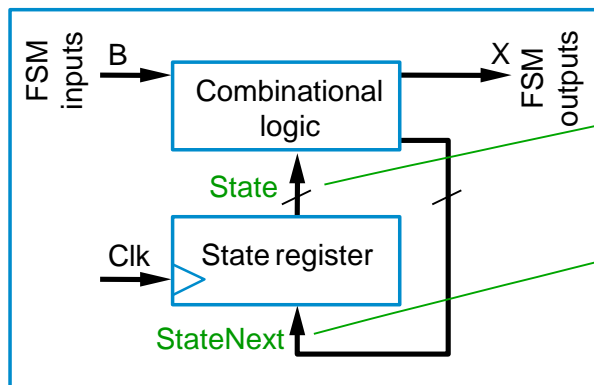 FSM
inputs
B
X
FSM
outputs
Combinational
logic
State
Clk
State register
StateNext